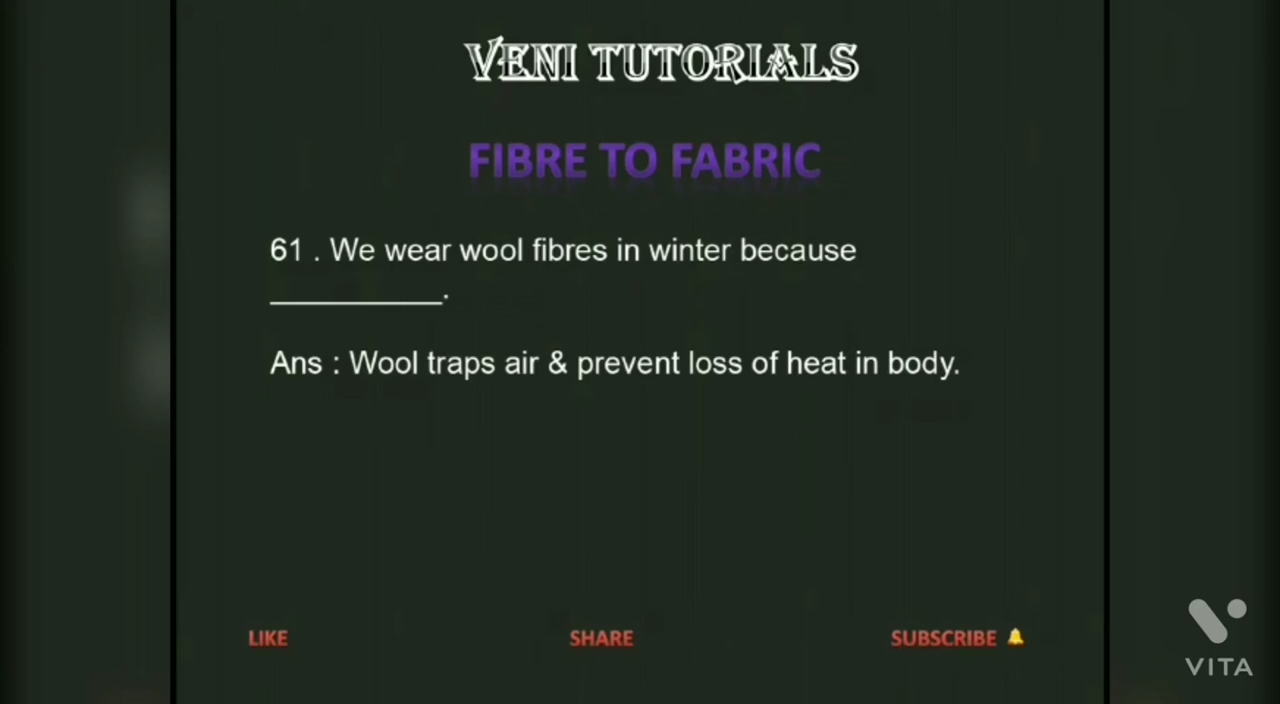 VENI TUTORIALS
FIBRE TO FABRIC
61 . We wear wool fibres in winter because
___________.
Ans : Wool traps air & prevent loss of heat in body.
LIKE SHARE SUBSCRIBE
VITA